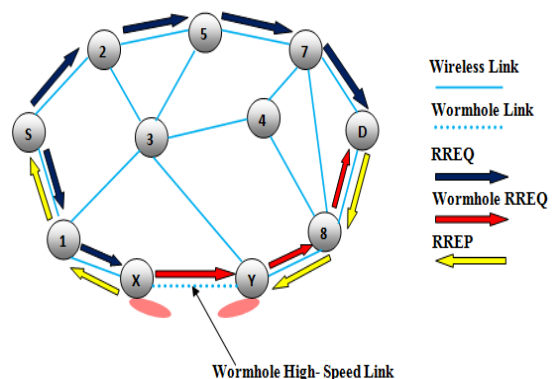 5
2
7
Wireless Link
Wormhole Link
S
3
4
D
RREQ
Wormhole RREQ
1
8
RREP
X
Y
Wormhole High- Speed Link